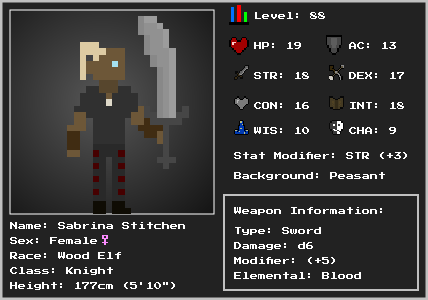 Level: 88
HP: 19
AC: 13
STR: 18
DEX: 17
CON: 16
INT: 18
WIS: 10
CHA: 9
Stat Modifier: STR (+3)
Background: Peasant
Name: Sabrina Stitchen
Sex: Female♀
Race: Wood Elf
Class: Knight
Height: 177cm (5'10")
Weapon Information:
Type: Sword
Damage: d6
Modifier: (+5)
Elemental: Blood